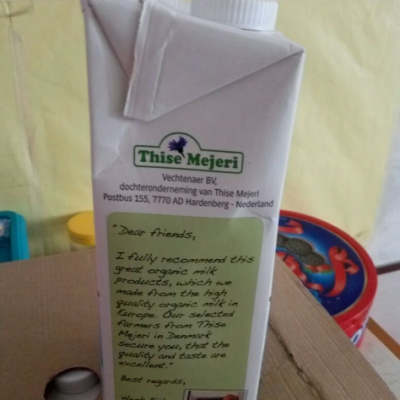 Thise Mejeri
Vechtenaer BV,
dochteronderneming van Thise Mejeri
Postbus 155, 7770 AD Hardenberg - Nederland
"Dear friends,
I fully recommend this
great organic milk
products, which we
made from the high
quality organic milk in
Europe. Our selected
farmers from Thise
Mejeri in Denmark
secure you, that the
quality and taste are
excellent."
Best regards,